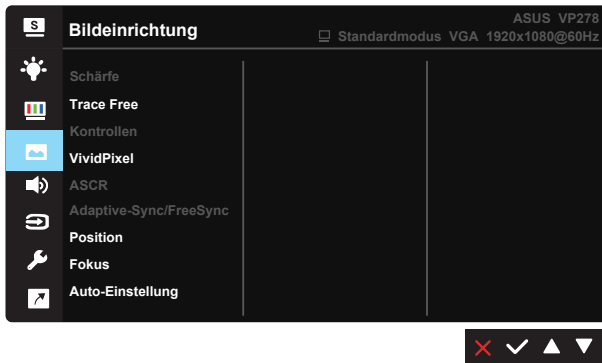 S
Bildeinrichtung
ASUS VP278
Standardmodus VGA 1920x1080@60Hz
Schärfe
Trace Free
Kontrollen
VividPixel
ASCR
Adaptive-Sync/FreeSync
Position
Fokus
Auto-Einstellung